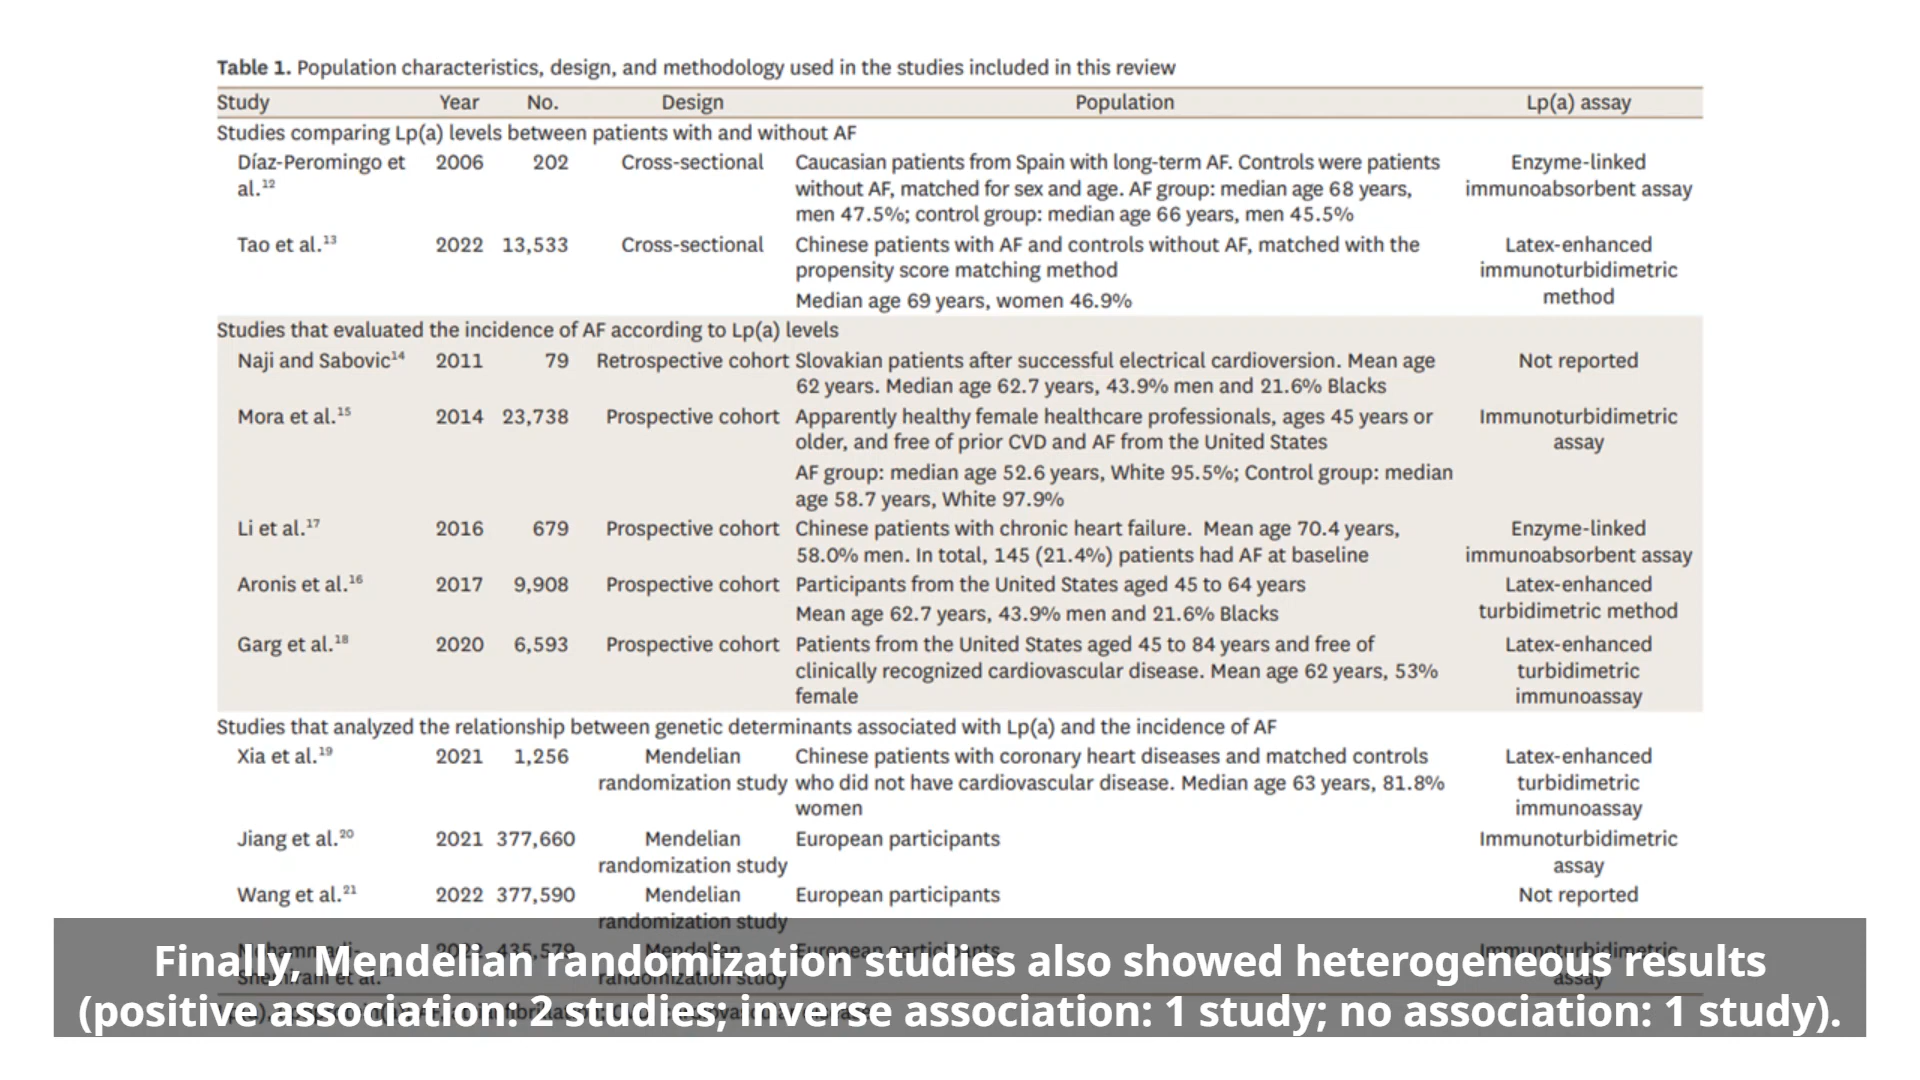 Table 1. Population characteristics, design, and methodology used in the studies included in this review
Study Year No. Design Population Lp(a) assay
Studies comparing Lp(a) levels between patients with and without AF
Díaz-Peromingo et 2006 202 Cross-sectional Caucasian patients from Spain with long-term AF. Controls were patients Enzyme-linked
al.12 without AF, matched for sex and age. AF group: median age 68 years, immunoabsorbent assay
men 47.5%; control group: median age 66 years, men 45.5%
Tao et al.13 2022 13,533 Cross-sectional Chinese patients with AF and controls without AF, matched with the Latex-enhanced
propensity score matching method immunoturbidimetric
Median age 69 years, women 46.9% method
Studies that evaluated the incidence of AF according to Lp(a) levels
Naji and Sabovic14 2011 79 Retrospective cohort Slovakian patients after successful electrical cardioversion. Mean age Not reported
62 years. Median age 62.7 years, 43.9% men and 21.6% Blacks
Mora et al.15 2014 23,738 Prospective cohort Apparently healthy female healthcare professionals, ages 45 years or Immunoturbidimetric
older, and free of prior CVD and AF from the United States assay
AF group: median age 52.6 years, White 95.5%; Control group: median
age 58.7 years, White 97.9%
Li et al.17 2016 679 Prospective cohort Chinese patients with chronic heart failure. Mean age 70.4 years, Enzyme-linked
58.0% men. In total, 145 (21.4%) patients had AF at baseline immunoabsorbent assay
Aronis et al.16 2017 9,908 Prospective cohort Participants from the United States aged 45 to 64 years Latex-enhanced
Mean age 62.7 years, 43.9% men and 21.6% Blacks turbidimetric method
Garg et al.18 2020 6,593 Prospective cohort Patients from the United States aged 45 to 84 years and free of Latex-enhanced
clinically recognized cardiovascular disease. Mean age 62 years, 53% turbidimetric
female immunoassay
Studies that analyzed the relationship between genetic determinants associated with Lp(a) and the incidence of AF
Xia et al.19 2021 1,256 Mendelian Chinese patients with coronary heart diseases and matched controls Latex-enhanced
randomization study who did not have cardiovascular disease. Median age 63 years, 81.8% turbidimetric
women immunoassay
Jiang et al.20 2021 377,660 Mendelian European participants Immunoturbidimetric
randomization study assay
Wang et al.21 2022 377,590 Mendelian European participants Not reported
randomization study
2022 435,579 Mendelian European participants Immunoturbidimetric
randomization study assay
Finally, Mendelian randomization studies also showed heterogeneous results
(positive association: 2 studies; inverse association: 1 study; no association: 1 study).